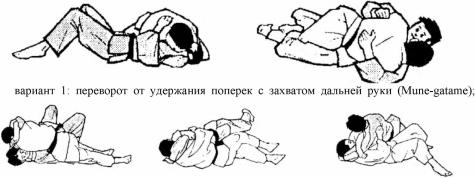 вариант 1: переворот от удержания поперек с захватом дальней руки (Mune-gatame);